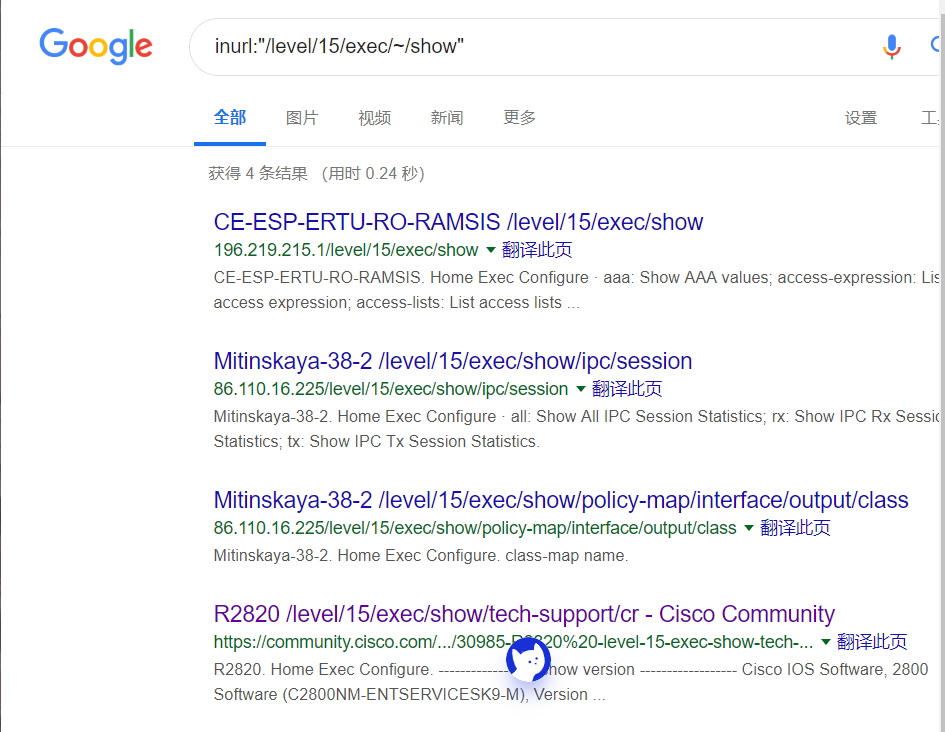 Google
inurl:"/level/15/exec/~/show"
全部 图片 视频 新闻 更多 设置
获得 4 条结果 (用时 0.24 秒)
CE-ESP-ERTU-RO-RAMSIS /level/15/exec/show
196.219.215.1/level/15/exec/show 翻译此页
CE-ESP-ERTU-RO-RAMSIS. Home Exec Configure · aaa: Show AAA values; access-expression:
access expression; access-lists: List access lists ...
Mitinskaya-38-2 /level/15/exec/show/ipc/session
86.110.16.225/level/15/exec/show/ipc/session 翻译此页
Mitinskaya-38-2. Home Exec Configure · all: Show All IPC Session Statistics; rx: Show IPC Rx
Statistics; tx: Show IPC Tx Session Statistics.
Mitinskaya-38-2 /level/15/exec/show/policy-map/interface/output/class
86.110.16.225/level/15/exec/show/policy-map/interface/output/class 翻译此页
Mitinskaya-38-2. Home Exec Configure. class-map name.
R2820 /level/15/exec/show/tech-support/cr - Cisco Community
https://community.cisco.com/.../30985-R2820%20-level-15-exec-show-tech-... 翻译此页
R2820. Home Exec Configure. ------------------ show version ------------------ Cisco IOS Software, 2800
Software (C2800NM-ENTSERVICESK9-M), Version ...